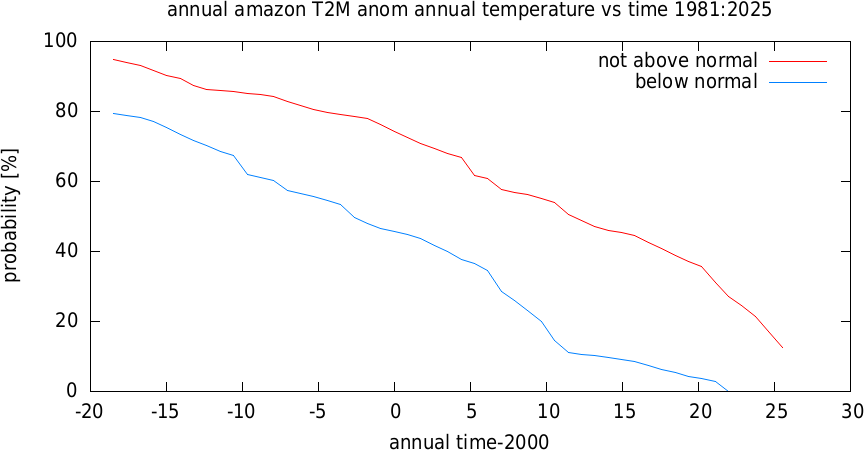 annual amazon T2M anom annual temperature vs time 1981:2025
not above normal
below normal
probability [%]
100
80
60
40
20
0
-20 -15 -10 -5 0 5 10 15 20 25 30
annual time-2000